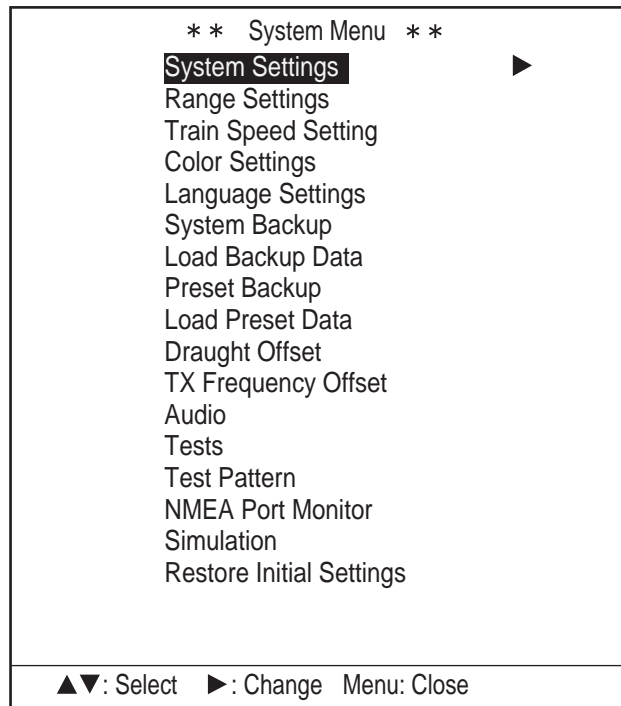 ** System Menu **
System Settings ▶
Range Settings
Train Speed Setting
Color Settings
Language Settings
System Backup
Load Backup Data
Preset Backup
Load Preset Data
Draught Offset
TX Frequency Offset
Audio
Tests
Test Pattern
NMEA Port Monitor
Simulation
Restore Initial Settings
▲▼: Select ▶: Change Menu: Close